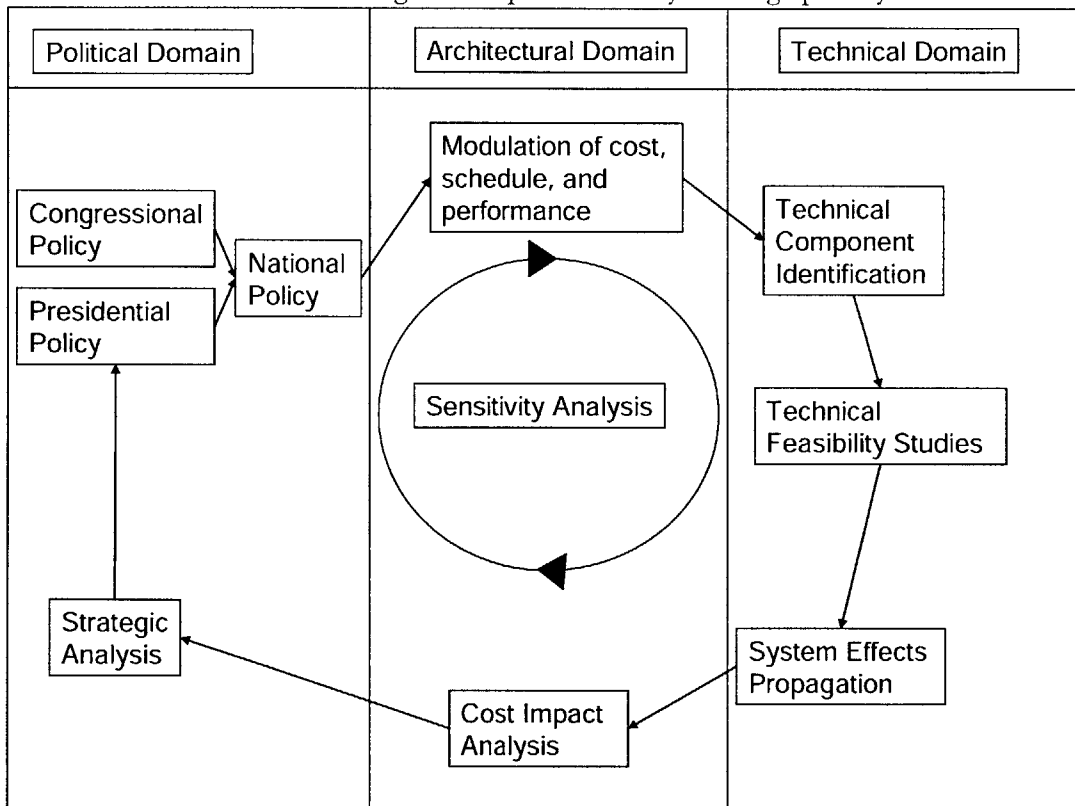 Political Domain
Architectural Domain
Technical Domain
Modulation of cost,
schedule, and
performance
Congressional
Policy
National
Policy
Presidential
Policy
Technical
Component
Identification
Sensitivity Analysis
Technical
Feasibility Studies
Strategic
Analysis
System Effects
Propagation
Cost Impact
Analysis